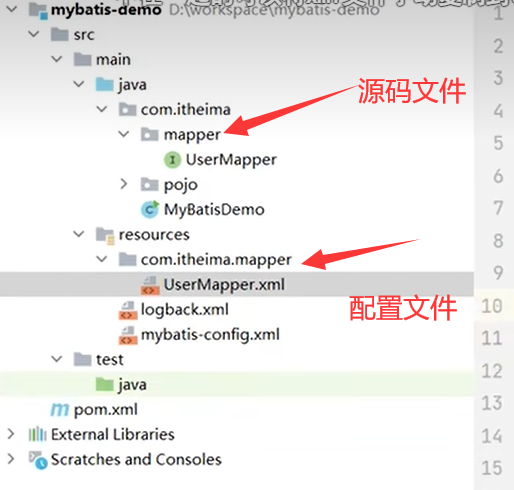 mybatis-demo D:\workspace\mybatis-demo
src
main
java
com.itheima
mapper
UserMapper
pojo
MyBatisDemo
resources
com.itheima.mapper
UserMapper.xml
logback.xml
mybatis-config.xml
test
java
pom.xml
External Libraries
Scratches and Consoles
源码文件
配置文件
1
2
3
4
5
6
7
8
9
10
11
12
13
14
15